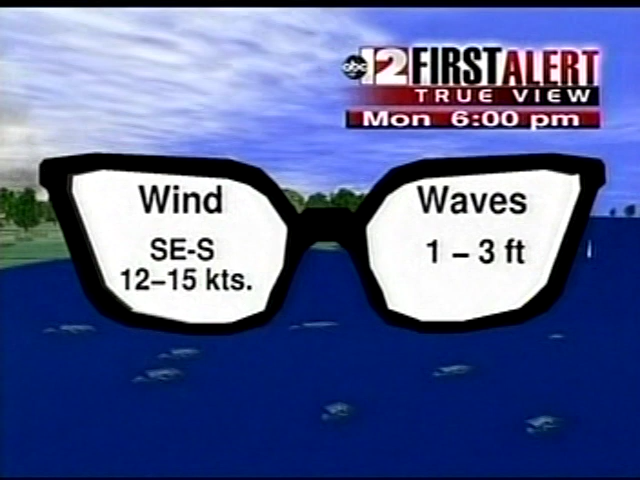 abc 12 FIRST ALERT
TRUE VIEW
Mon 6:00 pm
Wind
SE-S
12-15 kts.
Waves
1 - 3 ft